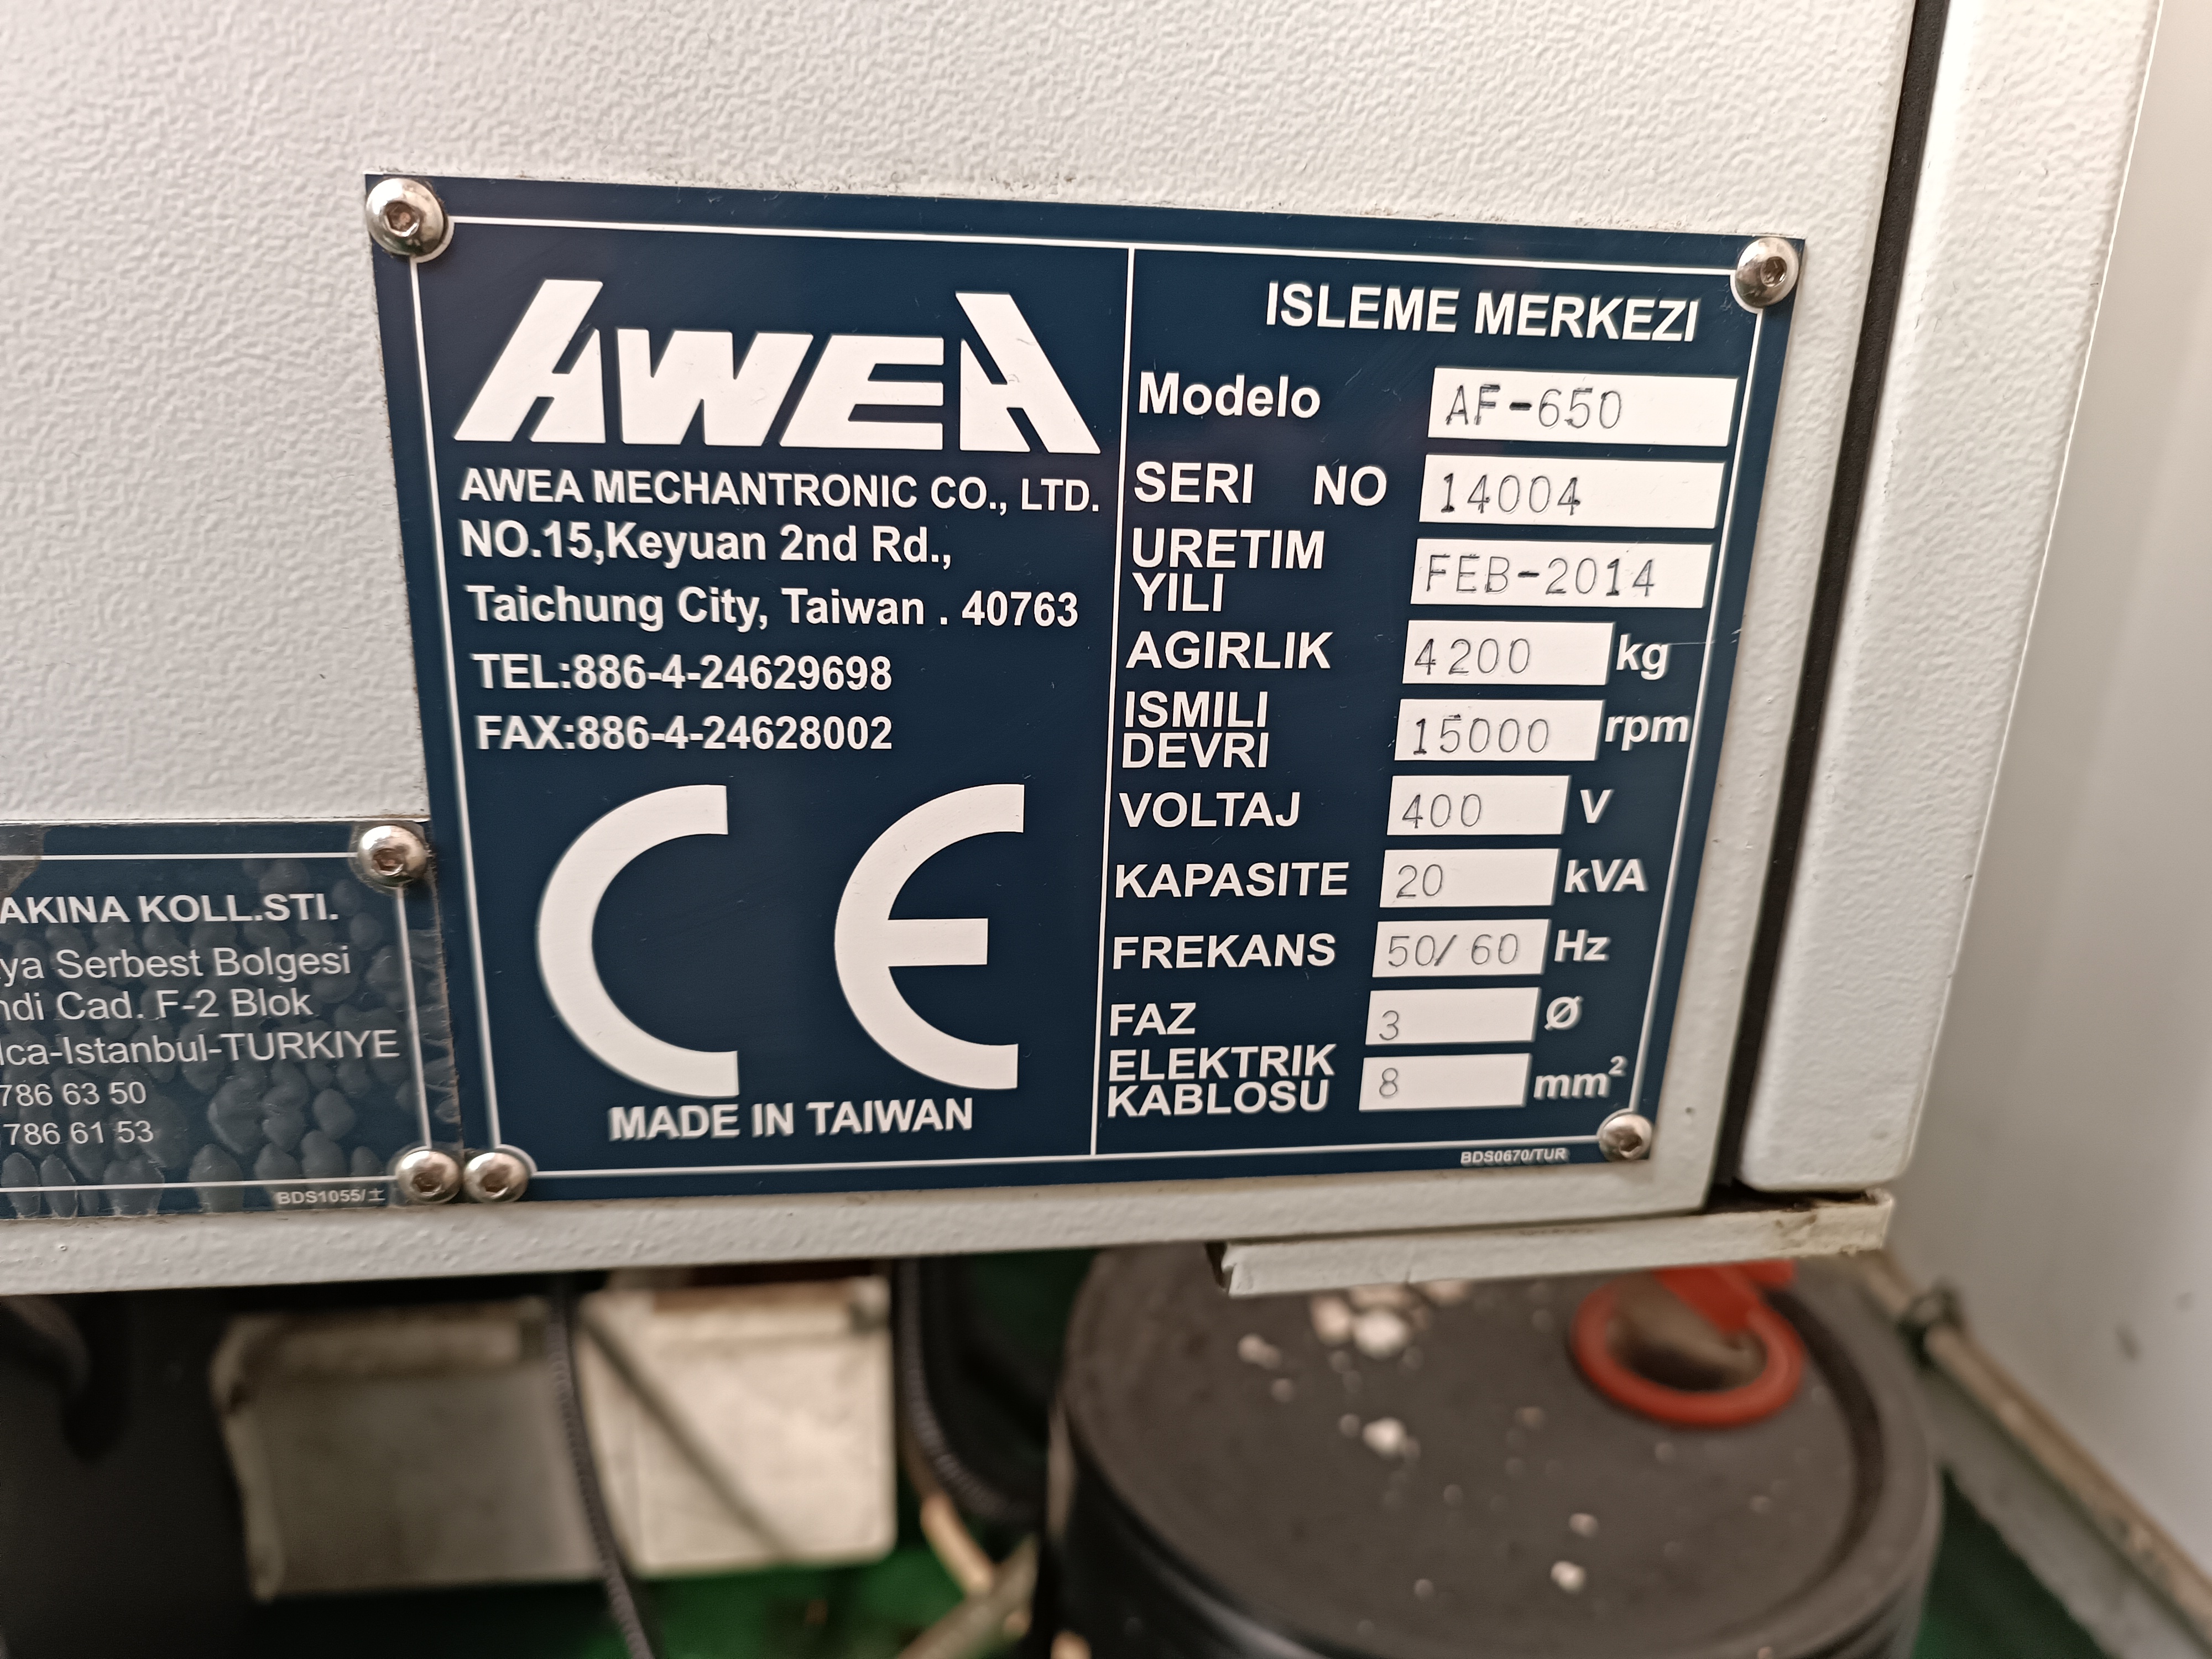 AWEA
AWEA MECHANTRONIC CO., LTD.
NO.15,Keyuan 2nd Rd.,
Taichung City, Taiwan . 40763
TEL:886-4-24629698
FAX:886-4-24628002
CE
MADE IN TAIWAN
ISLEME MERKEZI
Modelo AF-650
SERI NO 14004
URETIM
YILI FEB-2014
AGIRLIK 4200 kg
ISMILI
DEVRI 15000 rpm
VOLTAJ 400 V
KAPASITE 20 kVA
FREKANS 50/60 Hz
FAZ 3 Ø
ELEKTRIK
KABLOSU 8 mm²
BDS0670/TUR
AKINA KOLL.STI.
ya Serbest Bolgesi
ndi Cad. F-2 Blok
lca-Istanbul-TURKIYE
786 63 50
786 61 53
BDS1055/土